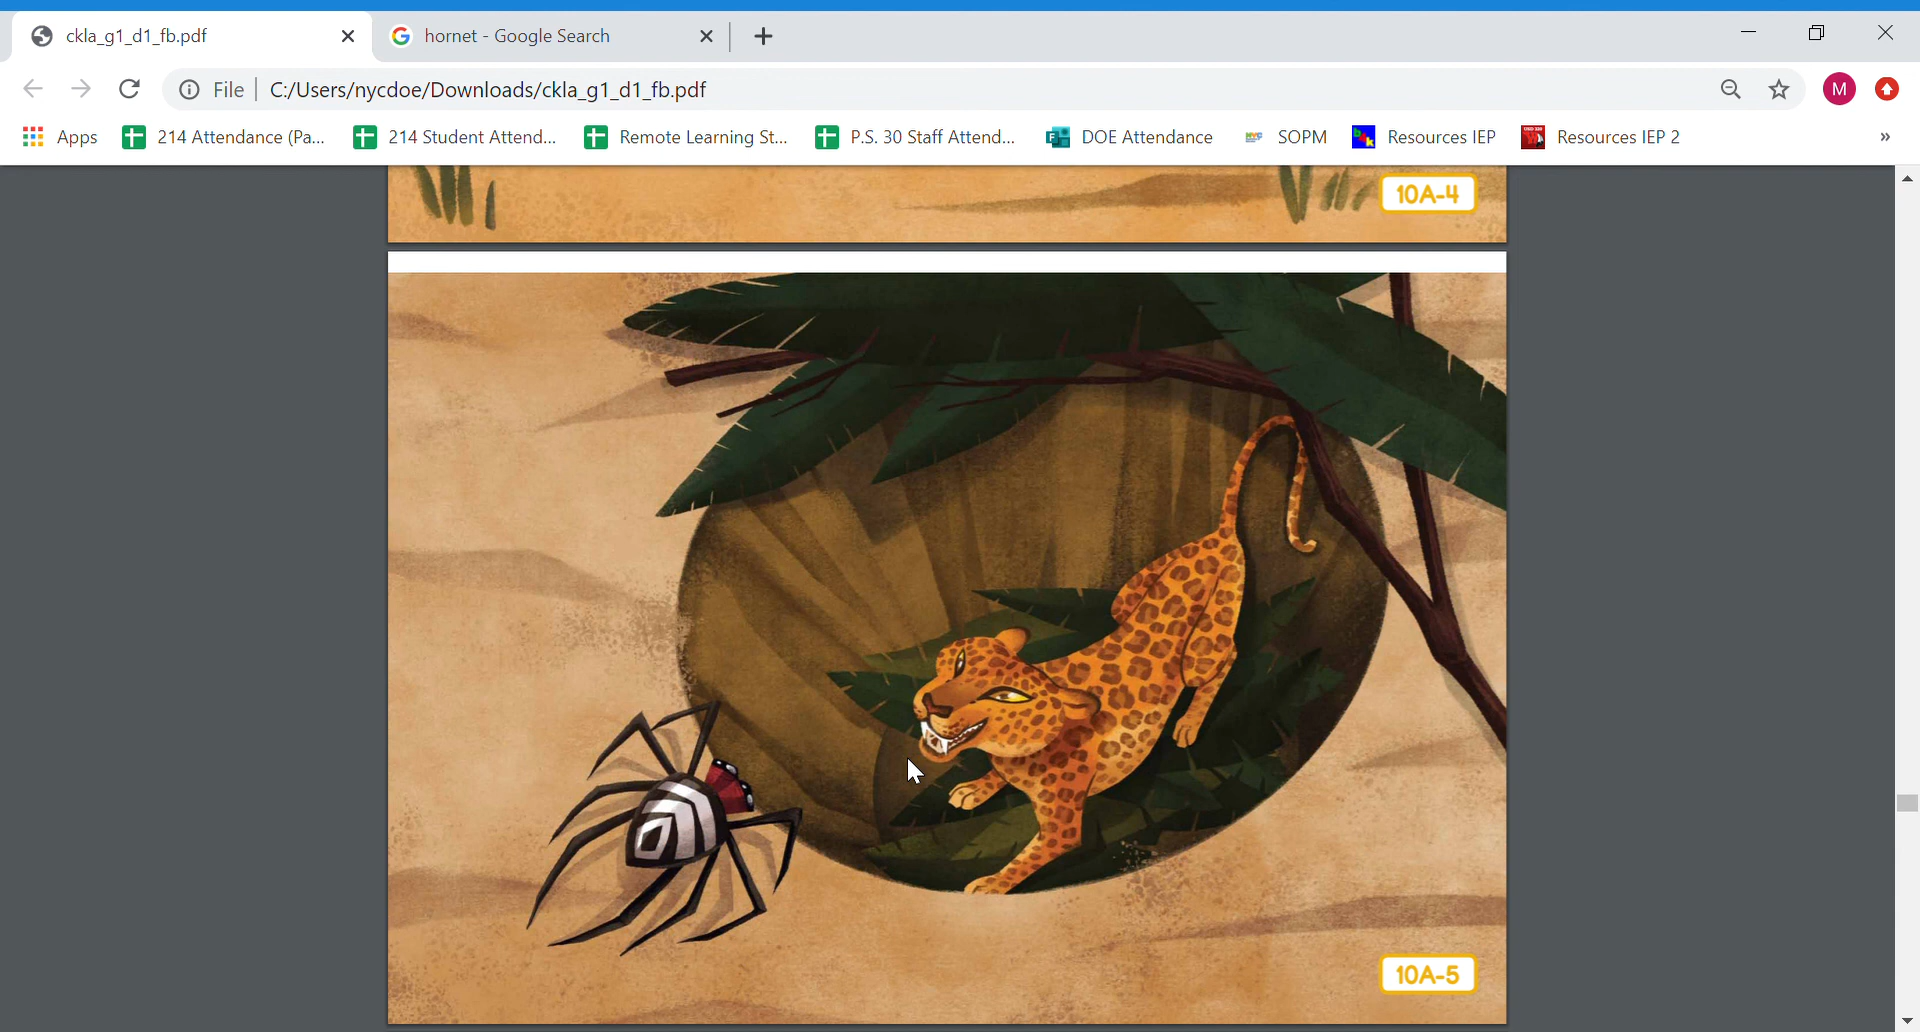 ckla_g1_d1_fb.pdf
hornet - Google Search
File
C:/Users/nycdoe/Downloads/ckla_g1_d1_fb.pdf
M
Apps
214 Attendance (Pa...
214 Student Attend...
Remote Learning St...
P.S. 30 Staff Attend...
DOE Attendance
SOPM
Resources IEP
Resources IEP 2
»
10A-4
10A-5